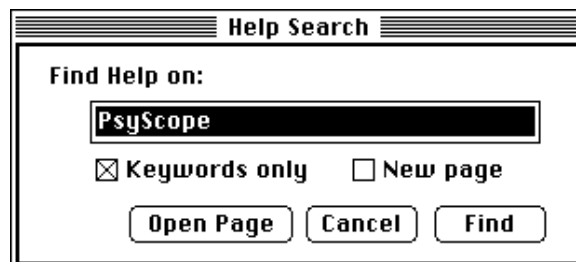 Help Search
Find Help on:
PsyScope
Keywords only New page
Open Page Cancel Find